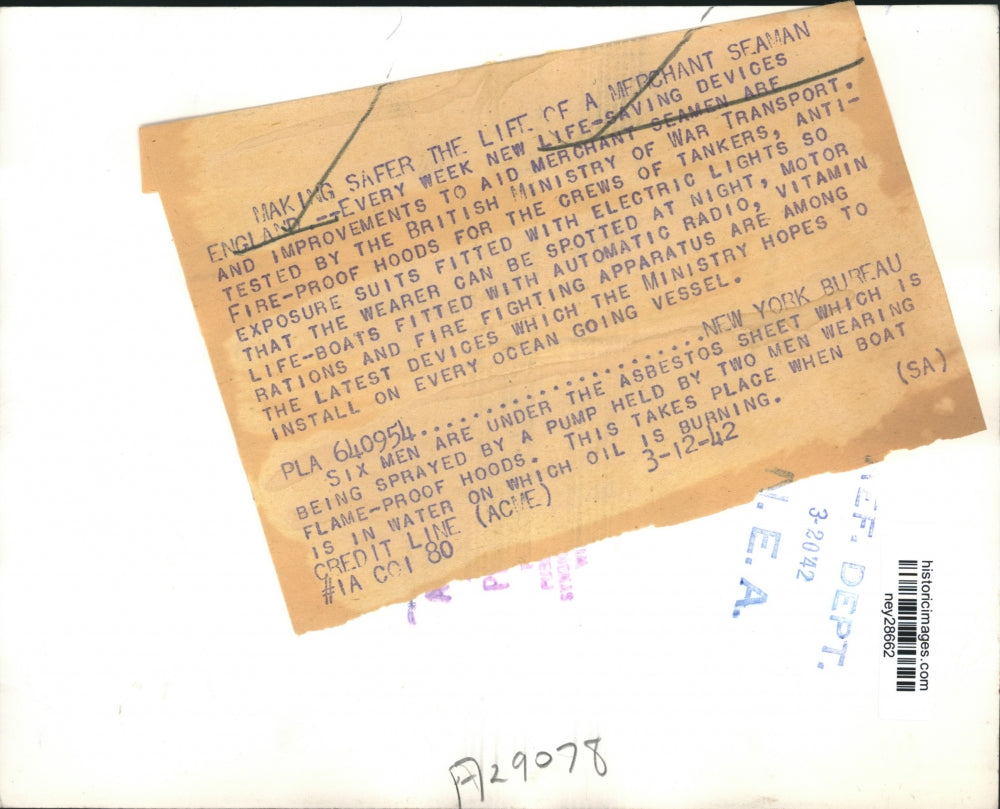 MAKING SAFER THE LIFE OF A MERCHANT SEAMAN
ENGLAND --EVERY WEEK NEW LIFE-SAVING DEVICES
AND IMPROVEMENTS TO AID MERCHANT SEAMEN ARE
TESTED BY THE BRITISH MINISTRY OF WAR TRANSPORT.
FIRE-PROOF HOODS FOR THE CREWS OF TANKERS, ANTI-
EXPOSURE SUITS FITTED WITH ELECTRIC LIGHTS SO
THAT THE WEARER CAN BE SPOTTED AT NIGHT, MOTOR
LIFE-BOATS FITTED WITH AUTOMATIC RADIO, VITAMIN
RATIONS AND FIRE FIGHTING APPARATUS ARE AMONG
THE LATEST DEVICES WHICH THE MINISTRY HOPES TO
INSTALL ON EVERY OCEAN GOING VESSEL.
PLA 640954........................NEW YORK BUREAU
SIX MEN ARE UNDER THE ASBESTOS SHEET WHICH IS
BEING SPRAYED BY A PUMP HELD BY TWO MEN WEARING
FLAME-PROOF HOODS. THIS TAKES PLACE WHEN BOAT
IS IN WATER ON WHICH OIL IS BURNING. (SA)
CREDIT LINE (ACME) 3-12-42
#1A COI 80
REF. DEPT.
3-2042
N.E.A.
historicimages.com
ney28662
A29078